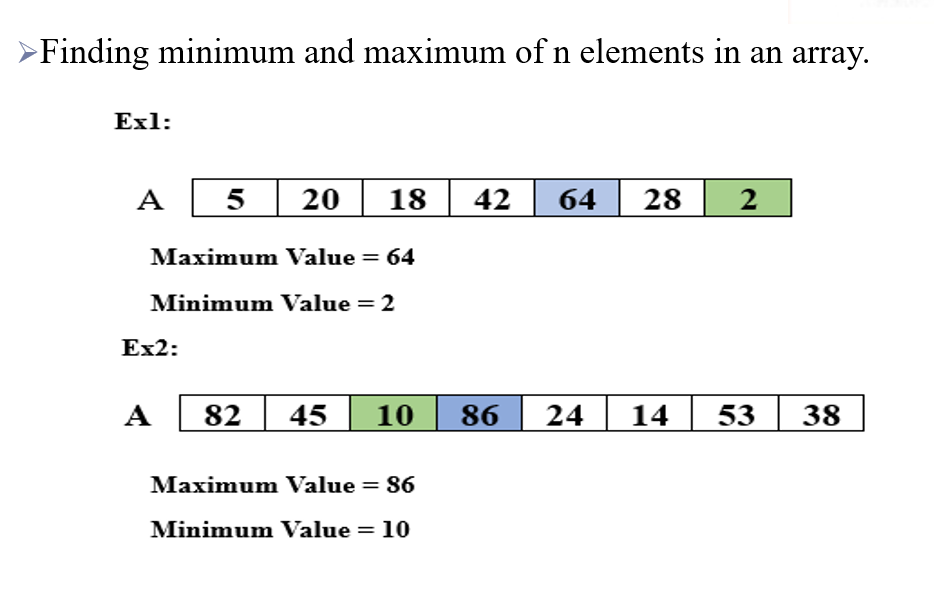 ➢Finding minimum and maximum of n elements in an array.
Ex1:
A 5 20 18 42 64 28 2
Maximum Value = 64
Minimum Value = 2
Ex2:
A 82 45 10 86 24 14 53 38
Maximum Value = 86
Minimum Value = 10